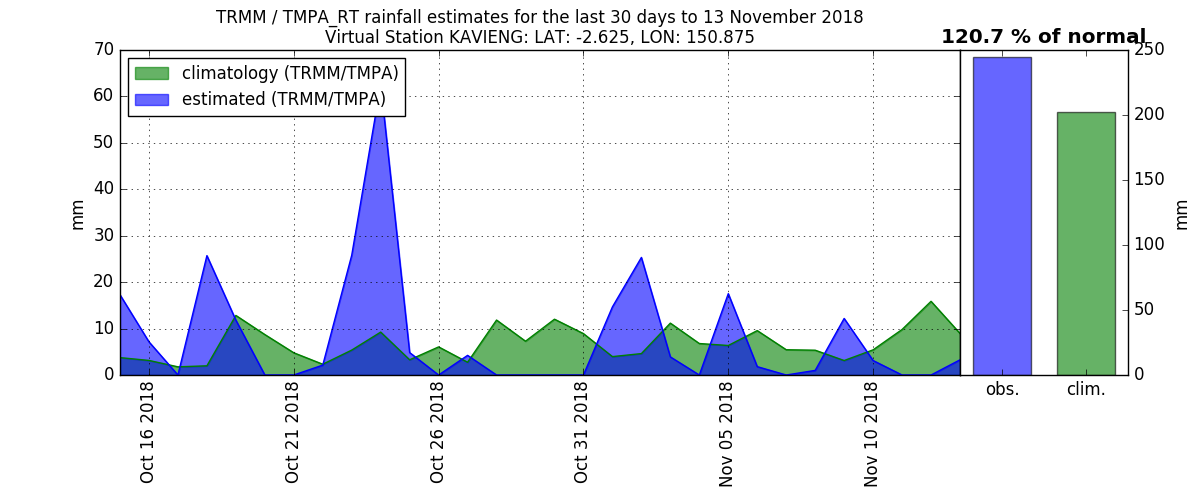 TRMM / TMPA_RT rainfall estimates for the last 30 days to 13 November 2018
Virtual Station KAVIENG: LAT: -2.625, LON: 150.875
120.7 % of normal
climatology (TRMM/TMPA)
estimated (TRMM/TMPA)
mm
70
60
50
40
30
20
10
0
Oct 16 2018
Oct 21 2018
Oct 26 2018
Oct 31 2018
Nov 05 2018
Nov 10 2018
obs.
clim.
250
200
150
100
50
0
mm